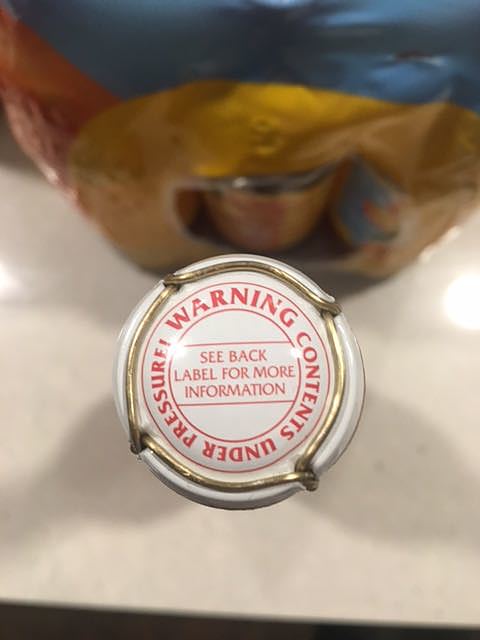 WARNING CONTENTS UNDER PRESSURE!
SEE BACK
LABEL FOR MORE
INFORMATION